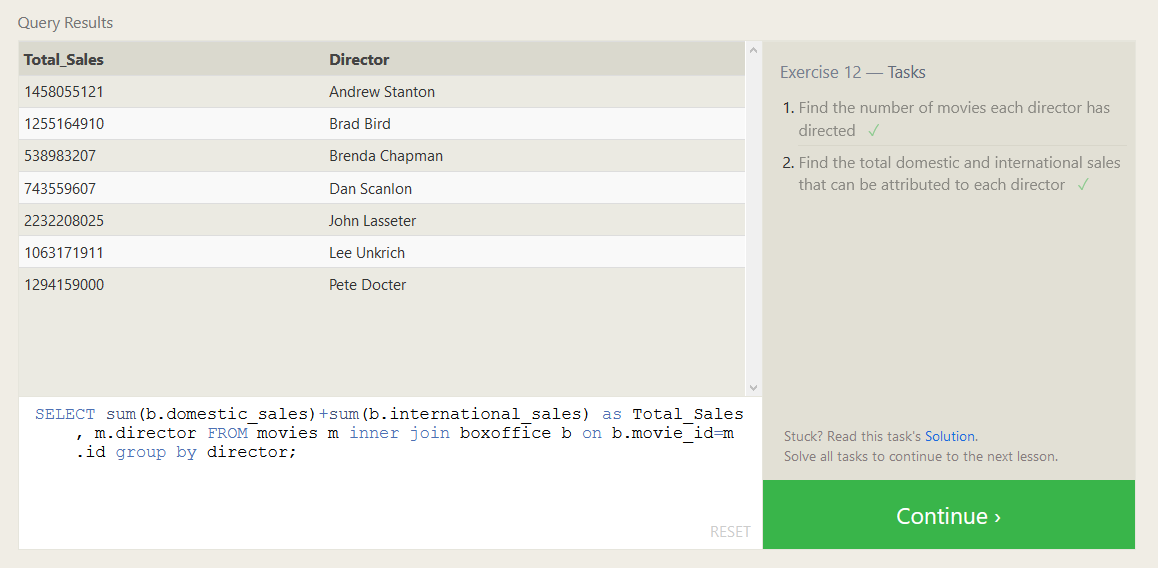 Query Results
Total_Sales Director
1458055121 Andrew Stanton
1255164910 Brad Bird
538983207 Brenda Chapman
743559607 Dan Scanlon
2232208025 John Lasseter
1063171911 Lee Unkrich
1294159000 Pete Docter
SELECT sum(b.domestic_sales)+sum(b.international_sales) as Total_Sales
, m.director FROM movies m inner join boxoffice b on b.movie_id=m
.id group by director;
RESET
Exercise 12 — Tasks
1. Find the number of movies each director has
directed ✓
2. Find the total domestic and international sales
that can be attributed to each director ✓
Stuck? Read this task's Solution.
Solve all tasks to continue to the next lesson.
Continue ›